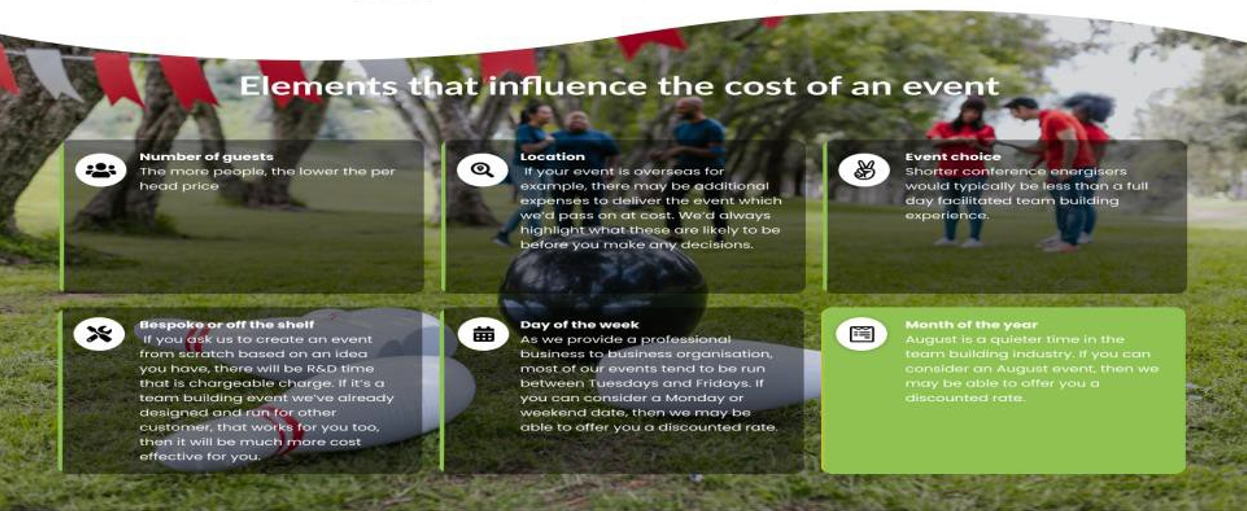 Elements that influence the cost of an event
Number of guests
The more people, the lower the per
head price
Location
If your event is overseas for
example, there may be additional
expenses to deliver the event which
we'd pass on at cost. We'd always
highlight what these are likely to be
before you make any decisions.
Event choice
Shorter conference energisers
would typically be less than a full
day facilitated team building
experience.
Bespoke or off the shelf
If you ask us to create an event
from scratch based on an idea
you have, there will be R&D time
that is chargeable charge. If it's a
team building event we've already
designed and run for other
customer, that works for you too,
then it will be much more cost
effective for you.
Day of the week
As we provide a professional
business to business organisation,
most of our events tend to be run
between Tuesdays and Fridays. If
you can consider a Monday or
weekend date, then we may be
able to offer you a discounted rate.
Month of the year
August is a quieter time in the
team building industry. If you can
consider an August event, then we
may be able to offer you a
discounted rate.